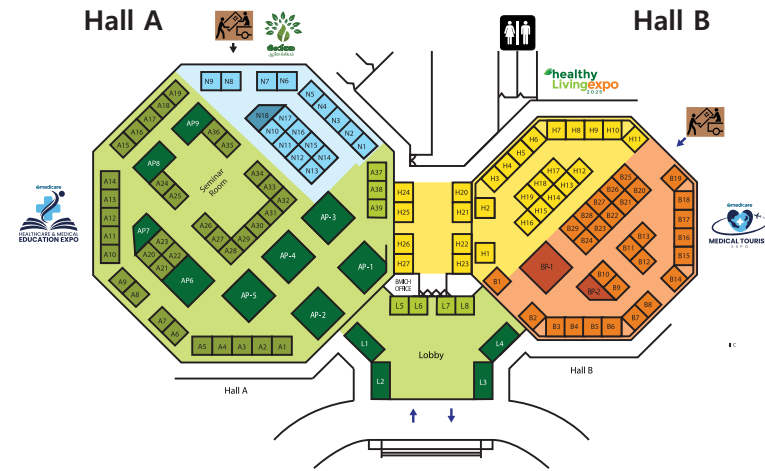 Hall A
Hall B
healthy
Livingexpo
2025
N9
N8
N7
N6
N5
N4
N3
N2
N1
N18
N17
N16
N15
N14
N10
N11
N12
N13
A19
A18
A17
A16
A15
AP9
A36
A35
AP8
A24
A25
Seminar
Room
A34
A33
A32
A31
A30
A29
A28
A27
A26
A37
A38
A39
A14
A13
A12
A11
A10
AP7
A23
A22
A20
A21
AP6
AP-3
AP-4
AP-1
AP-5
AP-2
A9
A8
A7
A6
A5
A4
A3
A2
A1
H24
H25
H26
H27
H20
H21
H22
H23
H2
H1
H3
H4
H5
H6
H7
H8
H9
H10
H11
H12
H17
H18
H13
H14
H19
H15
H16
B25
B26
B20
B27
B21
B28
B22
B29
B23
B24
B19
B18
B17
B16
B15
B14
B13
B12
B11
BP-1
BP-2
B10
B9
B8
B7
B1
B2
B3
B4
B5
B6
BMICH
OFFICE
L5
L6
L7
L8
Lobby
L1
L2
L3
L4
Hall A
Hall B
medicare
HEALTHCARE & MEDICAL
EDUCATION EXPO
medicare
MEDICAL TOURIS
EXPO
C